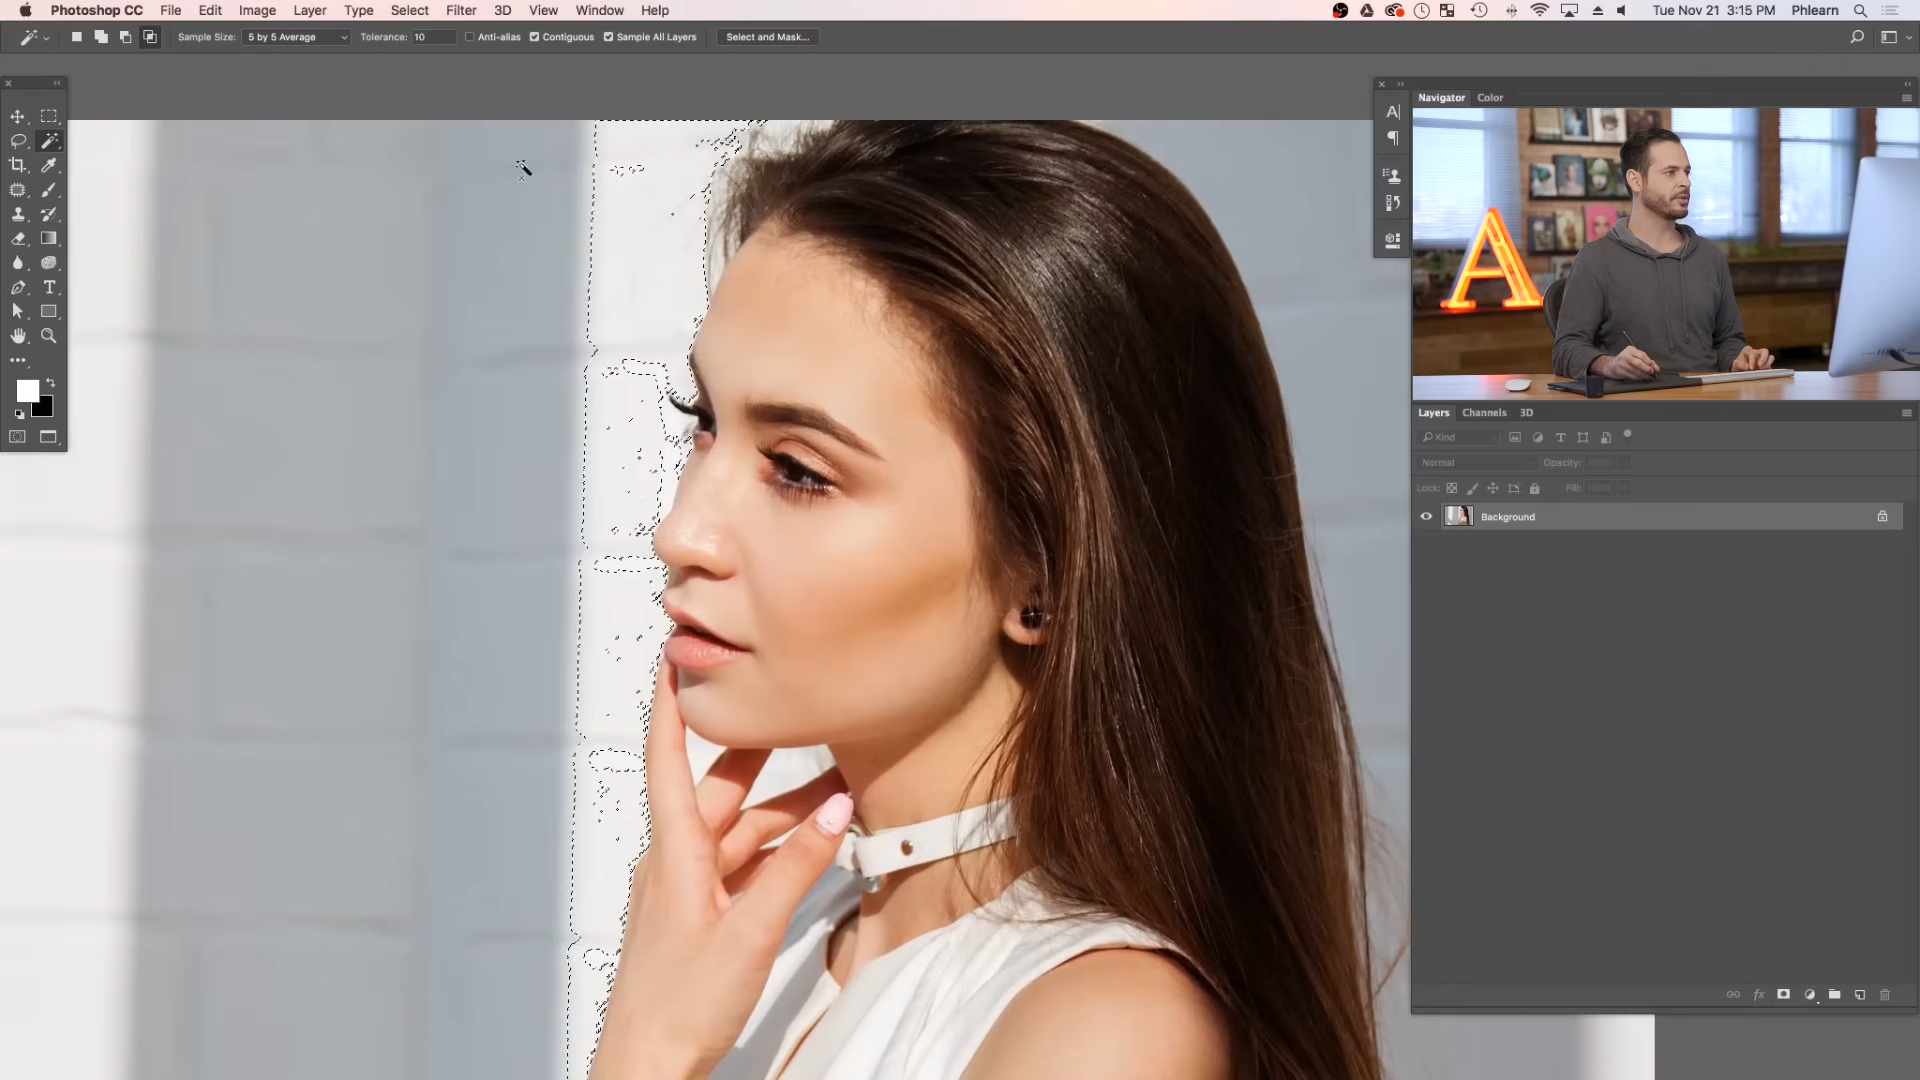 Photoshop CC File Edit Image Layer Type Select Filter 3D View Window Help Tue Nov 21 3:15 PM Phlearn
Sample Size: 5 by 5 Average Tolerance: 10 Anti-alias Contiguous Sample All Layers Select and Mask...
Navigator Color
A
Layers Channels 3D
Kind
Normal Opacity:
Lock: Fill:
Background
fx